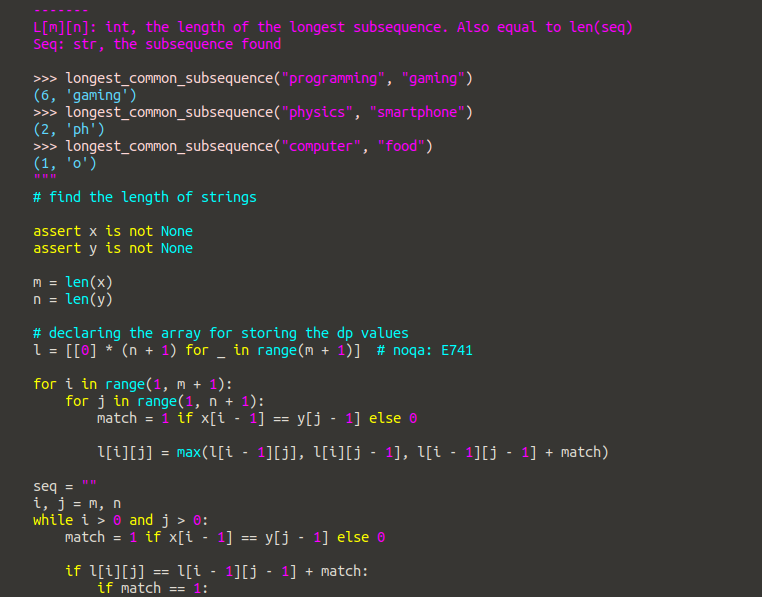 -------
L[m][n]: int, the length of the longest subsequence. Also equal to len(seq)
Seq: str, the subsequence found

>>> longest_common_subsequence("programming", "gaming")
(6, 'gaming')
>>> longest_common_subsequence("physics", "smartphone")
(2, 'ph')
>>> longest_common_subsequence("computer", "food")
(1, 'o')
"""
# find the length of strings

assert x is not None
assert y is not None

m = len(x)
n = len(y)

# declaring the array for storing the dp values
l = [[0] * (n + 1) for _ in range(m + 1)]  # noqa: E741

for i in range(1, m + 1):
    for j in range(1, n + 1):
        match = 1 if x[i - 1] == y[j - 1] else 0

        l[i][j] = max(l[i - 1][j], l[i][j - 1], l[i - 1][j - 1] + match)

seq = ""
i, j = m, n
while i > 0 and j > 0:
    match = 1 if x[i - 1] == y[j - 1] else 0

    if l[i][j] == l[i - 1][j - 1] + match:
        if match == 1: